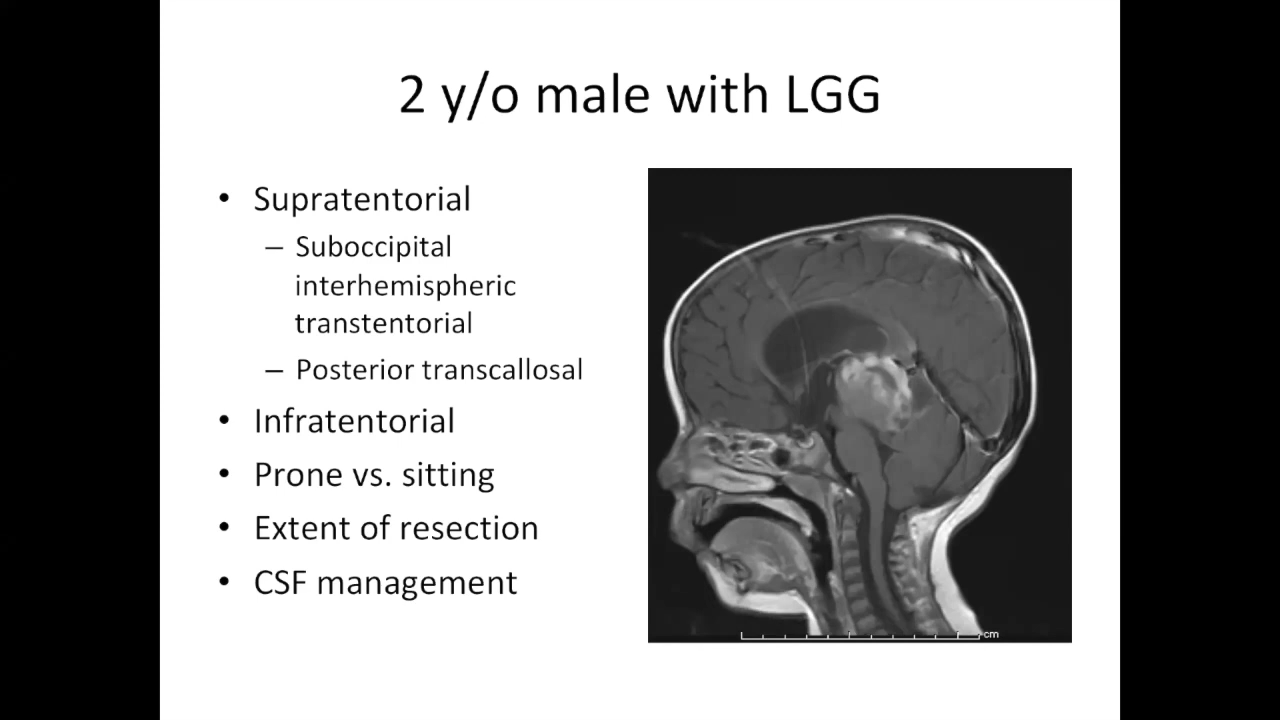 2 y/o male with LGG
• Supratentorial
– Suboccipital
interhemispheric
transtentorial
– Posterior transcallosal
• Infratentorial
• Prone vs. sitting
• Extent of resection
• CSF management
cm